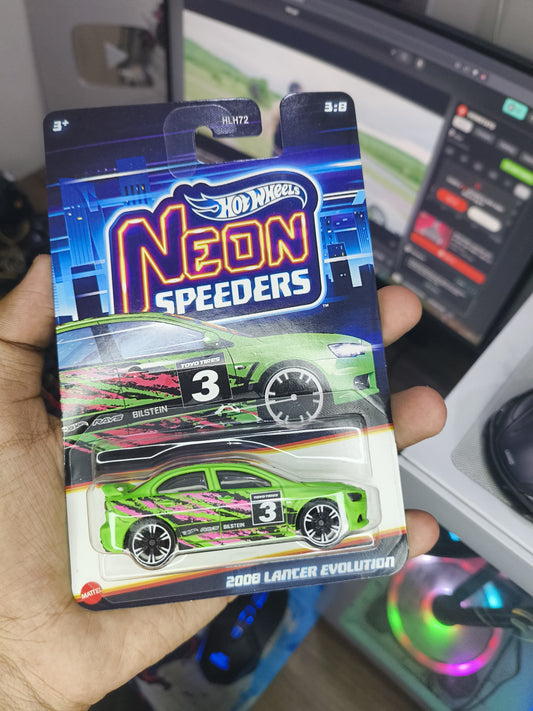 3+
HLH72
3:8
HOT WHEELS
NEON
SPEEDERS
™
TOYO TIRES
3
RAYS
BILSTEIN
TOYO TIRES
3
BILSTEIN
MATTEL
2008 LANCER EVOLUTION